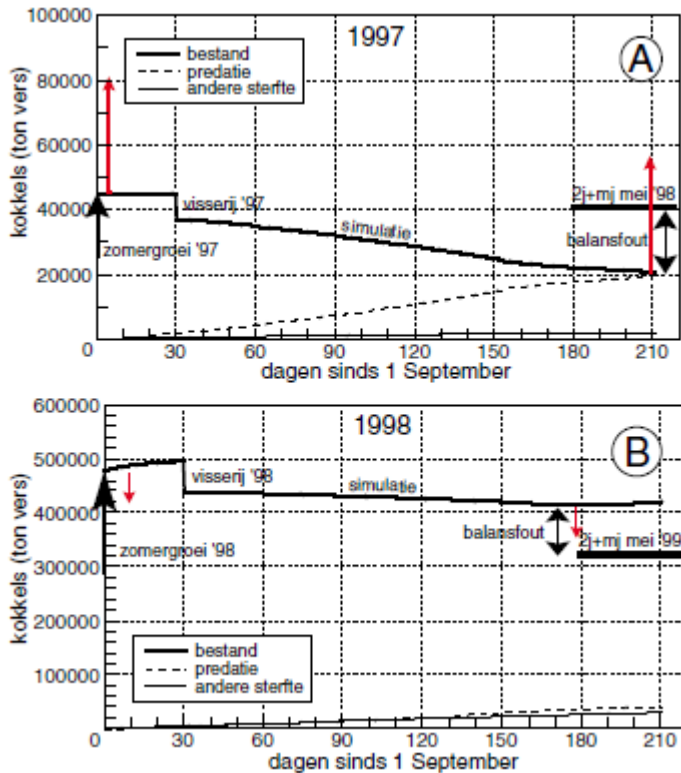 1997
A
bestand
predatie
andere sterfte
kokkels (ton vers)
100000
80000
60000
40000
20000
0
visserij '97
2j+mj mei '98
simulatie
balansfout
zomergroei '97
0 30 60 90 120 150 180 210
dagen sinds 1 September
1998
B
kokkels (ton vers)
600000
500000
400000
300000
200000
100000
visserij '98
simulatie
balansfout
2j+mj mei '99
zomergroei '98
bestand
predatie
andere sterfte
0 30 60 90 120 150 180 210
dagen sinds 1 September